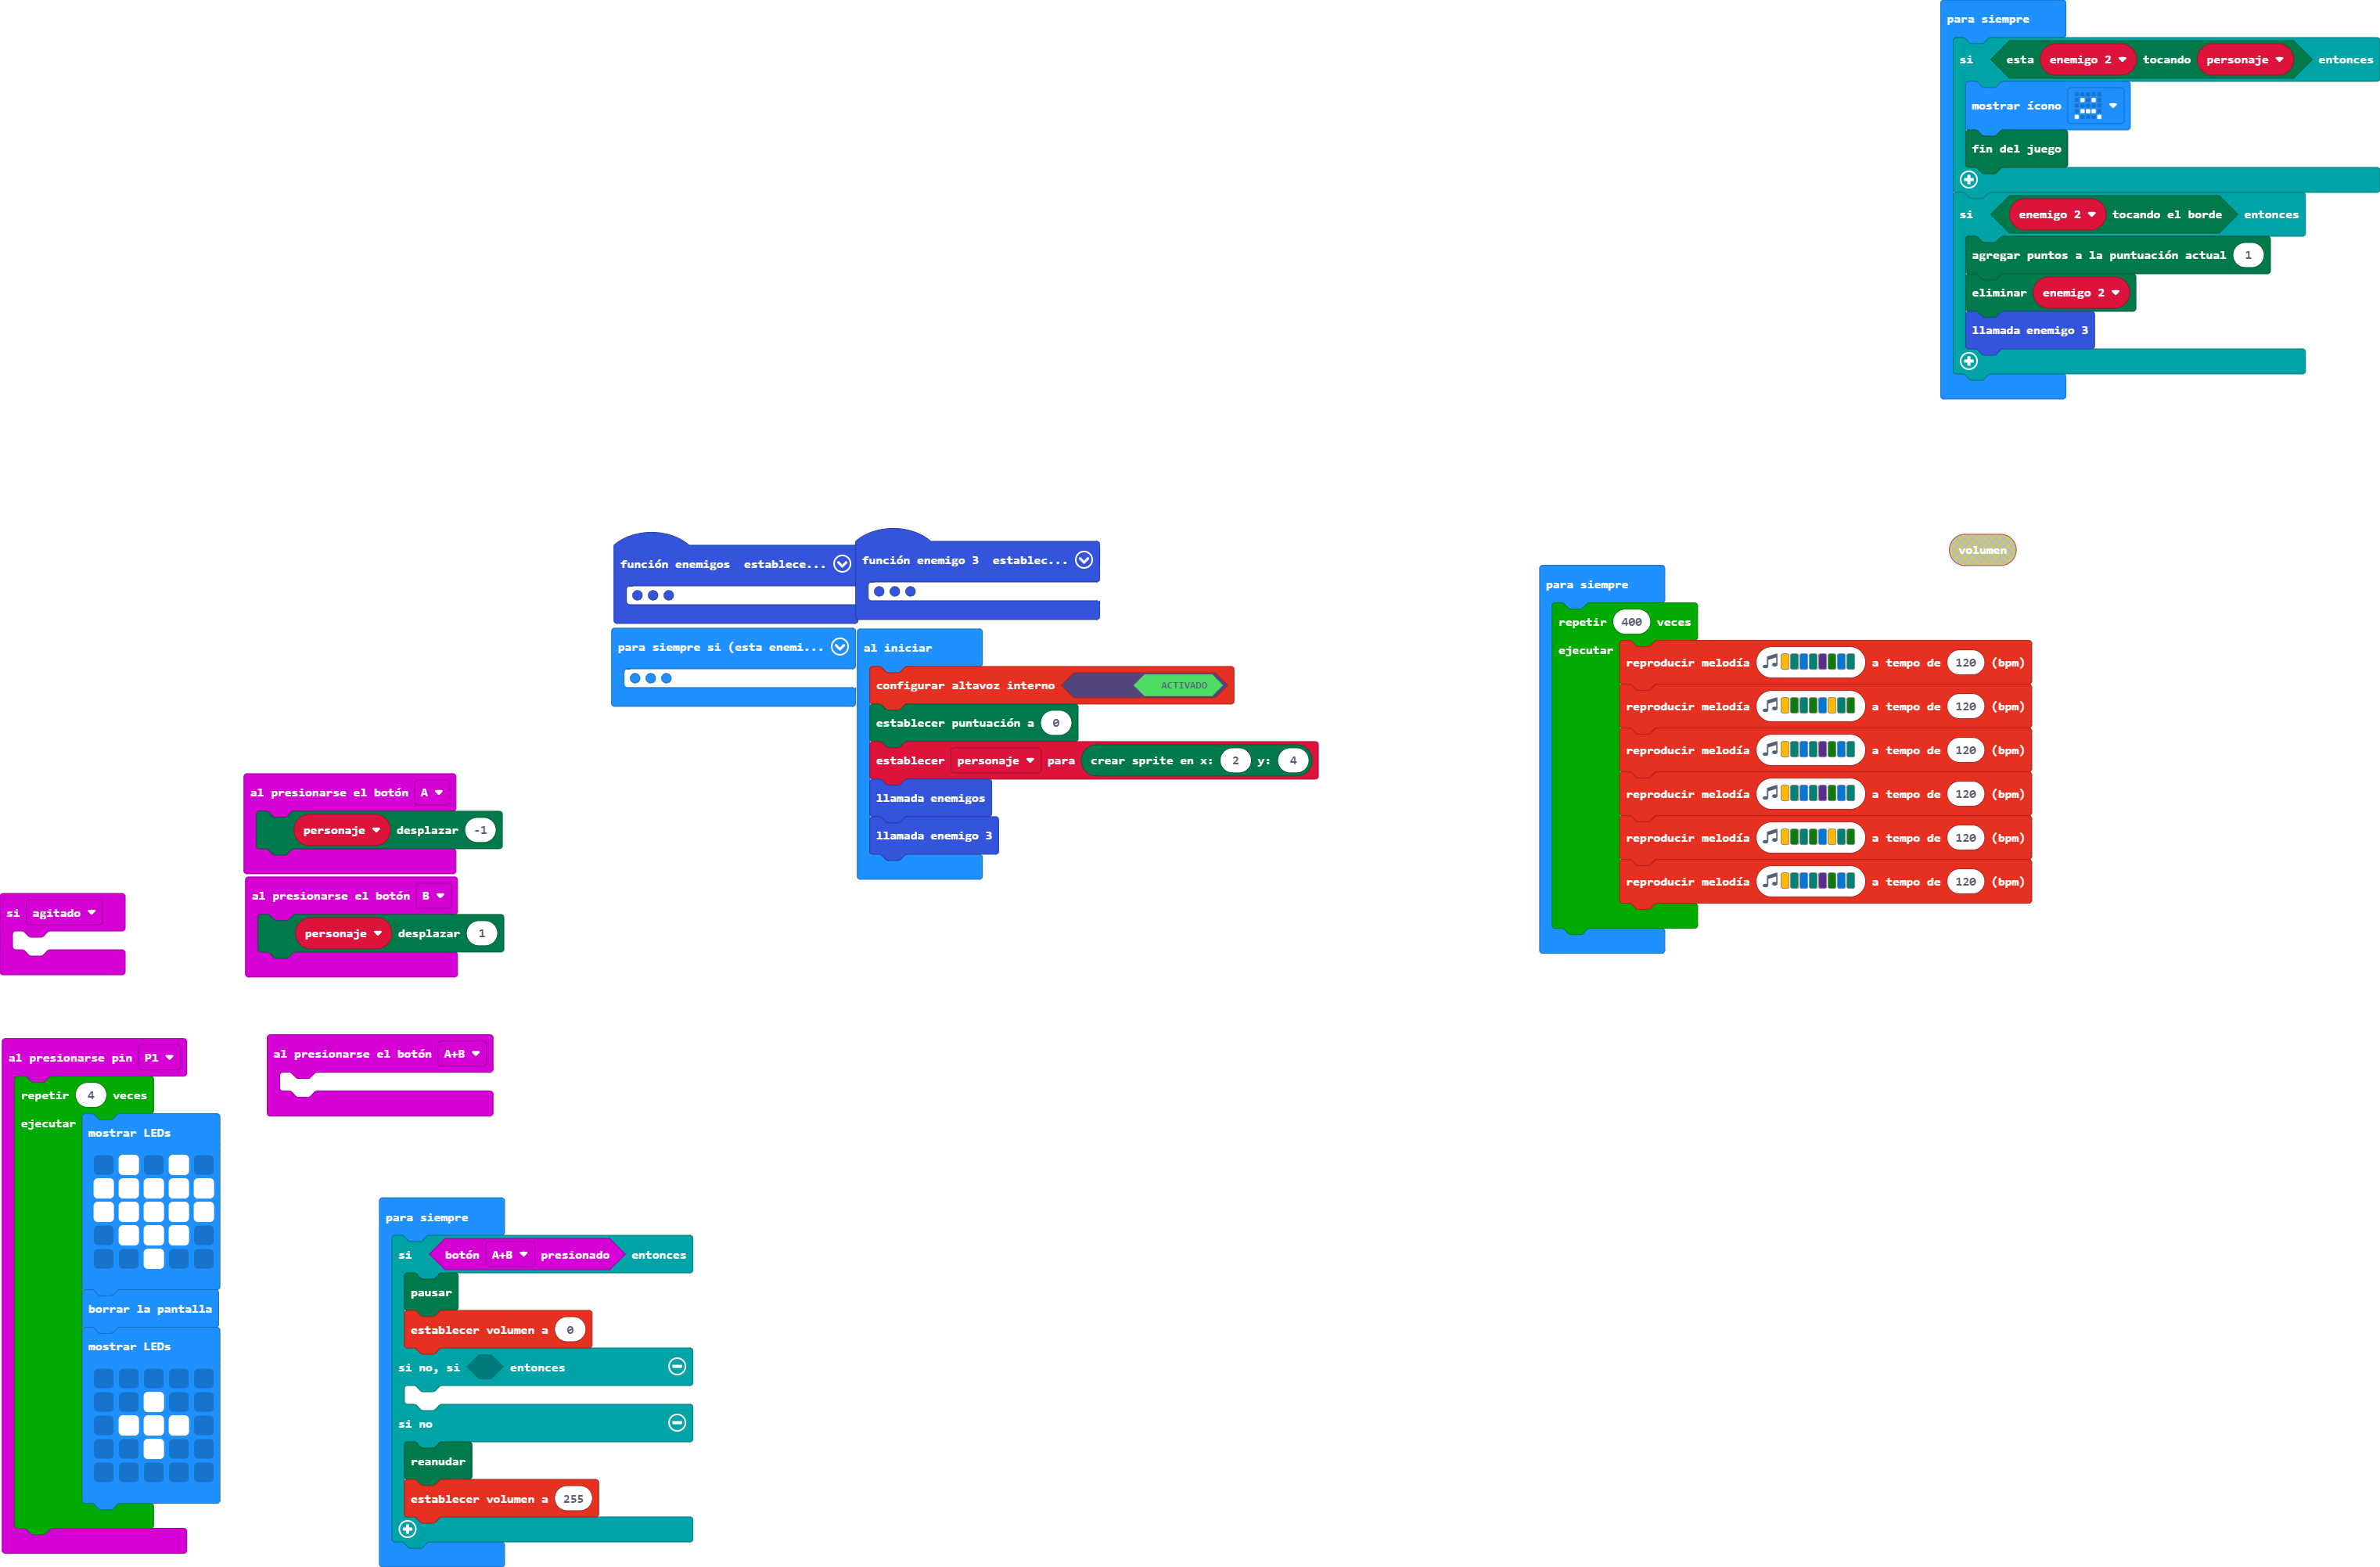 para siempre
si esta enemigo 2 tocando personaje entonces
mostrar ícono
fin del juego
si enemigo 2 tocando el borde entonces
agregar puntos a la puntuación actual 1
eliminar enemigo 2
llamada enemigo 3
función enemigos establece...
función enemigo 3 establec...
para siempre si (esta enemi...
al iniciar
configurar altavoz interno ACTIVADO
establecer puntuación a 0
establecer personaje para crear sprite en x: 2 y: 4
llamada enemigos
llamada enemigo 3
volumen
para siempre
repetir 400 veces
ejecutar
reproducir melodía a tempo de 120 (bpm)
reproducir melodía a tempo de 120 (bpm)
reproducir melodía a tempo de 120 (bpm)
reproducir melodía a tempo de 120 (bpm)
reproducir melodía a tempo de 120 (bpm)
reproducir melodía a tempo de 120 (bpm)
al presionarse el botón A
personaje desplazar -1
al presionarse el botón B
personaje desplazar 1
si agitado
al presionarse pin P1
repetir 4 veces
ejecutar
mostrar LEDs
borrar la pantalla
mostrar LEDs
al presionarse el botón A+B
para siempre
si botón A+B presionado entonces
pausar
establecer volumen a 0
si no, si entonces
si no
reanudar
establecer volumen a 255